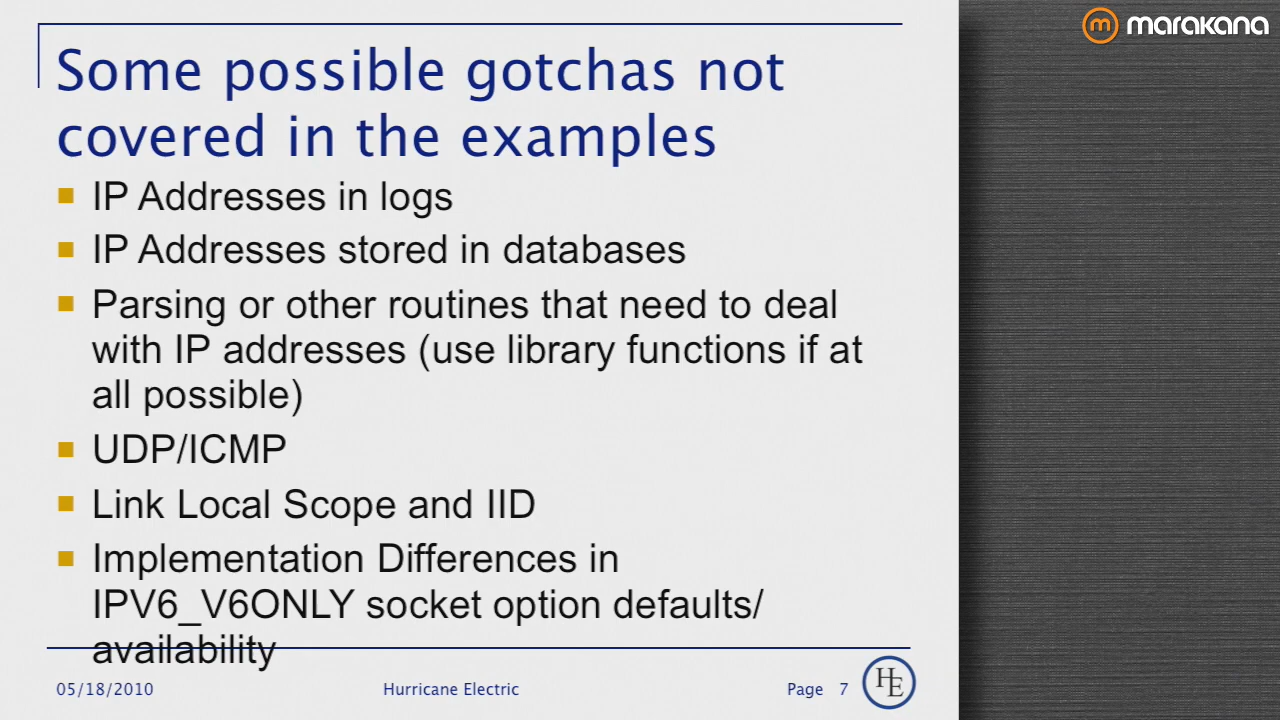 marakana
Some possible gotchas not
covered in the examples
IP Addresses in logs
IP Addresses stored in databases
Parsing or other routines that need to deal
with IP addresses (use library functions if at
all possible)
UDP/ICMP
Link Local Scope and IID
Implementation Differences in
IPV6_V6ONLY socket option defaults/
availability
05/18/2010 Hurricane Electric Page 7 HE